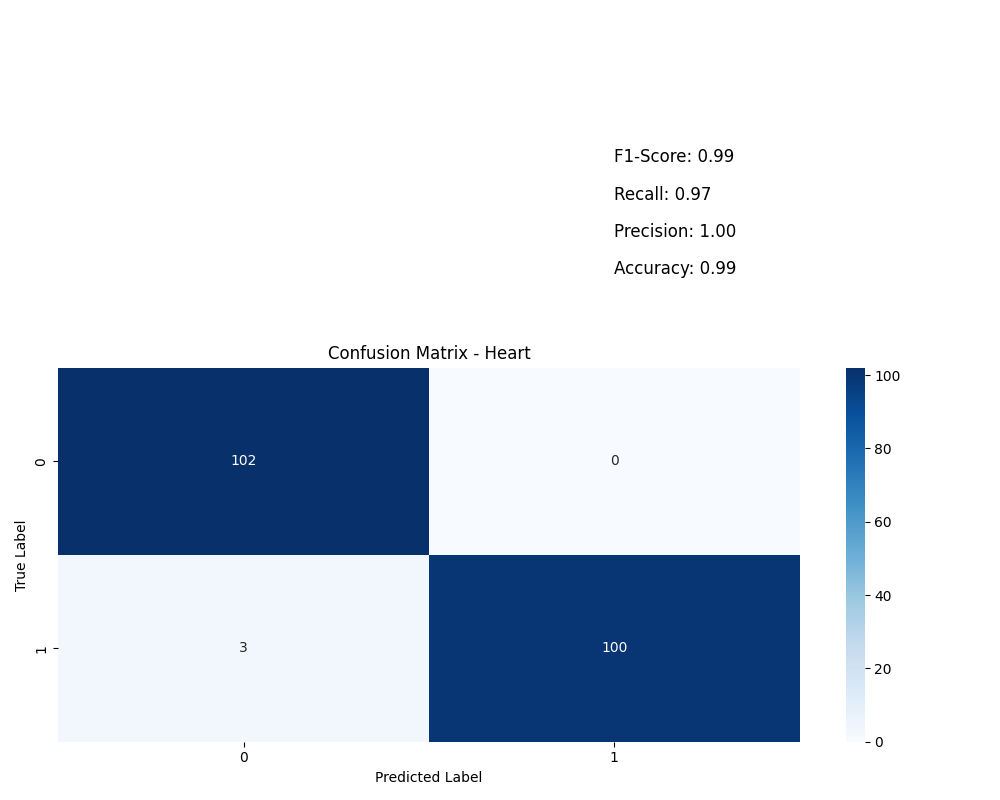 F1-Score: 0.99
Recall: 0.97
Precision: 1.00
Accuracy: 0.99
Confusion Matrix - Heart
True Label
0
102
0
1
3
100
0
1
Predicted Label
100
80
60
40
20
0